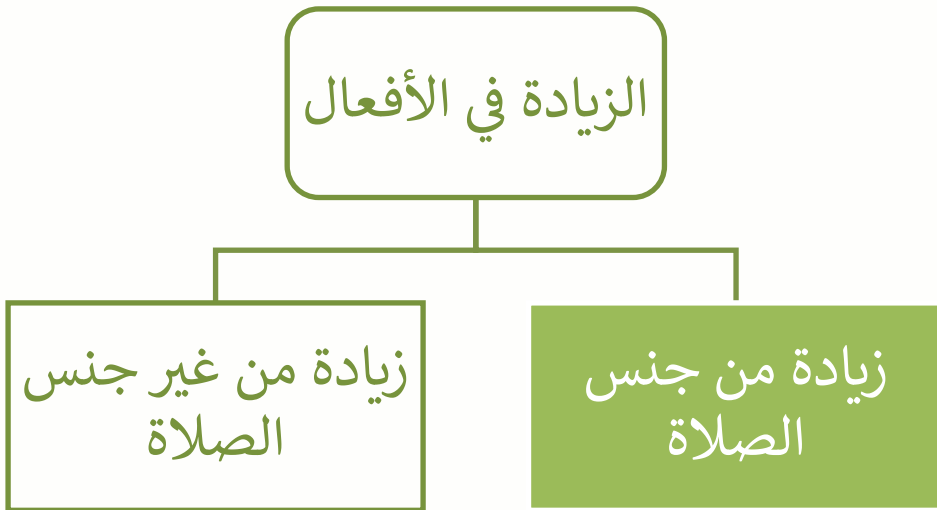 الزيادة في الأفعال
زيادة من جنس
الصلاة
زيادة من غير جنس
الصلاة